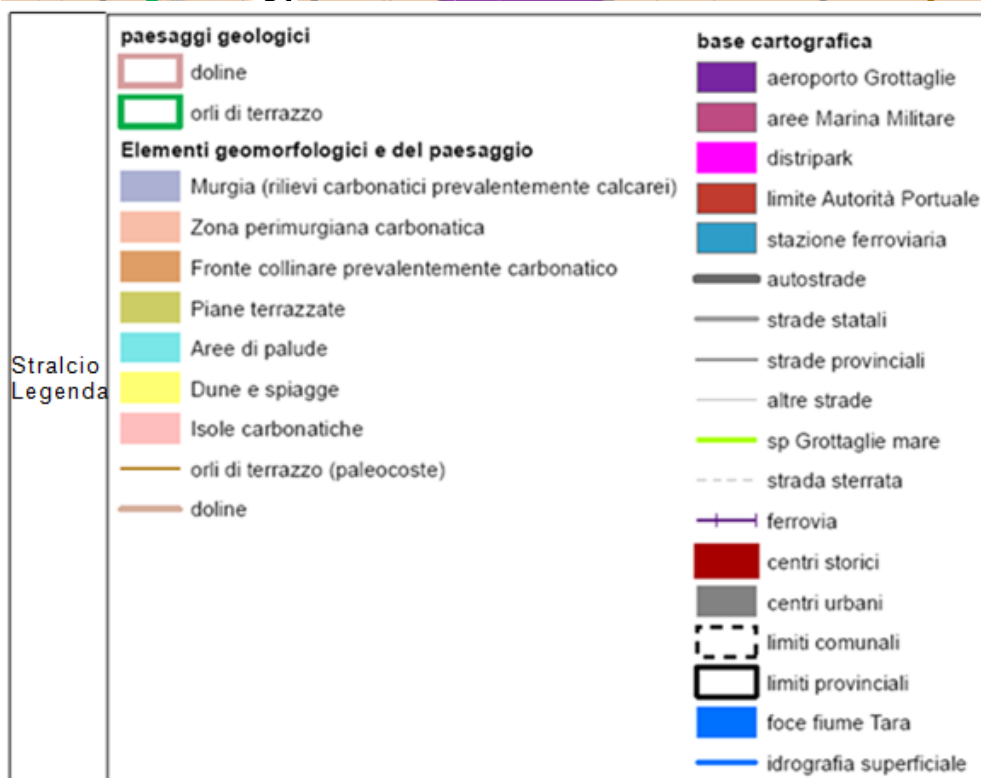 Stralcio
Legenda
paesaggi geologici
doline
orli di terrazzo
Elementi geomorfologici e del paesaggio
Murgia (rilievi carbonatici prevalentemente calcarei)
Zona perimurgiana carbonatica
Fronte collinare prevalentemente carbonatico
Piane terrazzate
Aree di palude
Dune e spiagge
Isole carbonatiche
orli di terrazzo (paleocoste)
doline
base cartografica
aeroporto Grottaglie
aree Marina Militare
distripark
limite Autorità Portuale
stazione ferroviaria
autostrade
strade statali
strade provinciali
altre strade
sp Grottaglie mare
strada sterrata
ferrovia
centri storici
centri urbani
limiti comunali
limiti provinciali
foce fiume Tara
idrografia superficiale